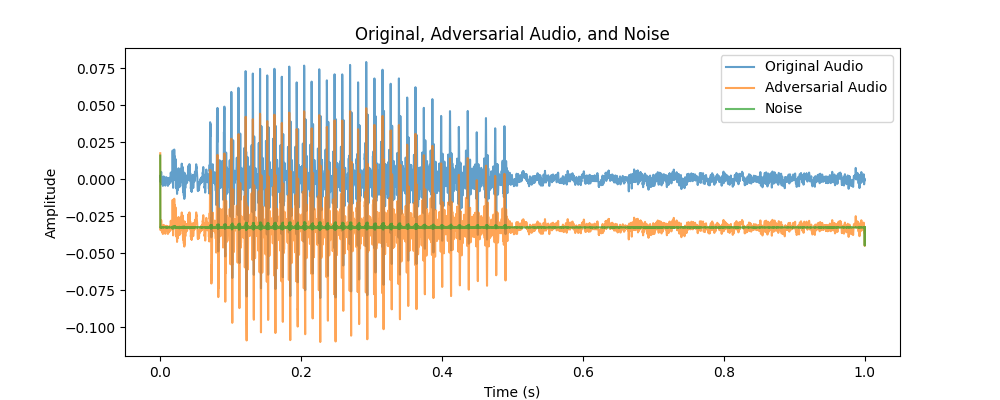 Original, Adversarial Audio, and Noise
Original Audio
Adversarial Audio
Noise
Amplitude
0.075
0.050
0.025
0.000
−0.025
−0.050
−0.075
−0.100
0.0 0.2 0.4 0.6 0.8 1.0
Time (s)